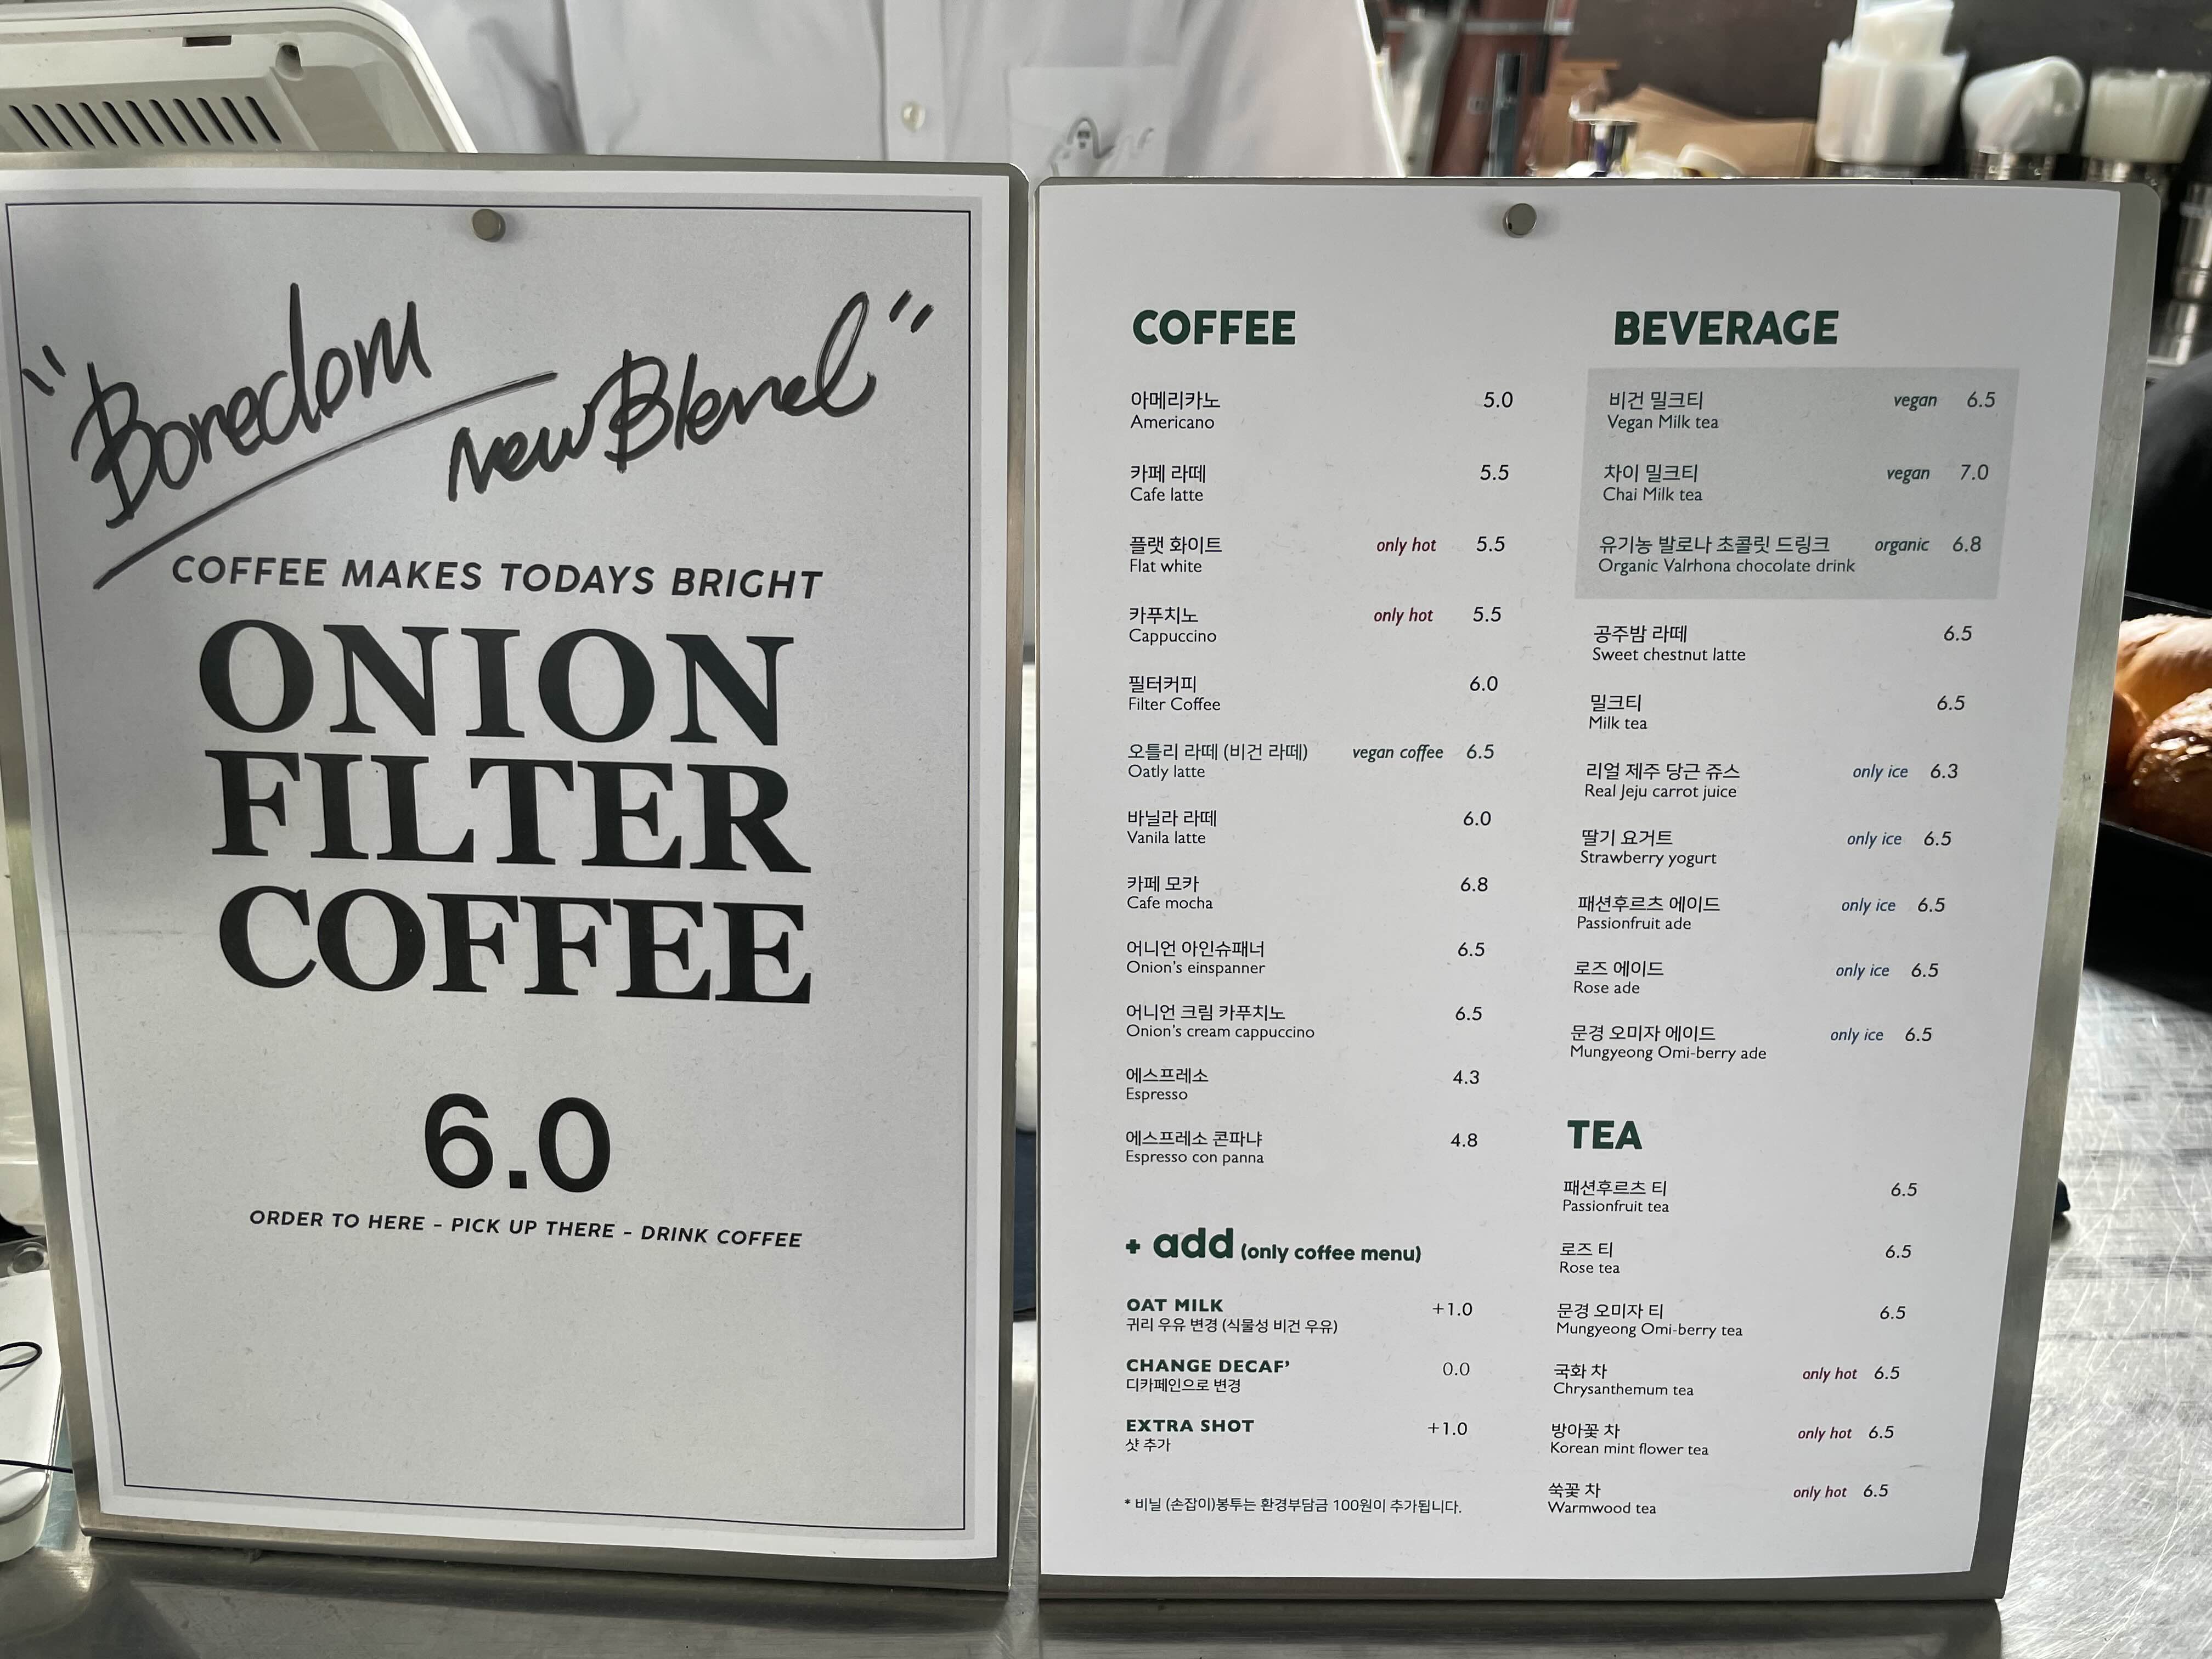 "Boredom
new Blend"
COFFEE MAKES TODAYS BRIGHT
ONION
FILTER
COFFEE
6.0
ORDER TO HERE - PICK UP THERE - DRINK COFFEE
COFFEE
아메리카노 5.0
Americano
카페 라떼 5.5
Cafe latte
플랫 화이트 only hot 5.5
Flat white
카푸치노 only hot 5.5
Cappuccino
필터커피 6.0
Filter Coffee
오틀리 라떼 (비건 라떼) vegan coffee 6.5
Oatly latte
바닐라 라떼 6.0
Vanila latte
카페 모카 6.8
Cafe mocha
어니언 아인슈패너 6.5
Onion's einspanner
어니언 크림 카푸치노 6.5
Onion's cream cappuccino
에스프레소 4.3
Espresso
에스프레소 콘파냐 4.8
Espresso con panna
+ add (only coffee menu)
OAT MILK +1.0
귀리 우유 변경 (식물성 비건 우유)
CHANGE DECAF' 0.0
디카페인으로 변경
EXTRA SHOT +1.0
샷 추가
* 비닐 (손잡이)봉투는 환경부담금 100원이 추가됩니다.
BEVERAGE
비건 밀크티 vegan 6.5
Vegan Milk tea
차이 밀크티 vegan 7.0
Chai Milk tea
유기농 발로나 초콜릿 드링크 organic 6.8
Organic Valrhona chocolate drink
공주밤 라떼 6.5
Sweet chestnut latte
밀크티 6.5
Milk tea
리얼 제주 당근 쥬스 only ice 6.3
Real Jeju carrot juice
딸기 요거트 only ice 6.5
Strawberry yogurt
패션후르츠 에이드 only ice 6.5
Passionfruit ade
로즈 에이드 only ice 6.5
Rose ade
문경 오미자 에이드 only ice 6.5
Mungyeong Omi-berry ade
TEA
패션후르츠 티 6.5
Passionfruit tea
로즈 티 6.5
Rose tea
문경 오미자 티 6.5
Mungyeong Omi-berry tea
국화 차 only hot 6.5
Chrysanthemum tea
방아꽃 차 only hot 6.5
Korean mint flower tea
쑥꽃 차 only hot 6.5
Warmwood tea